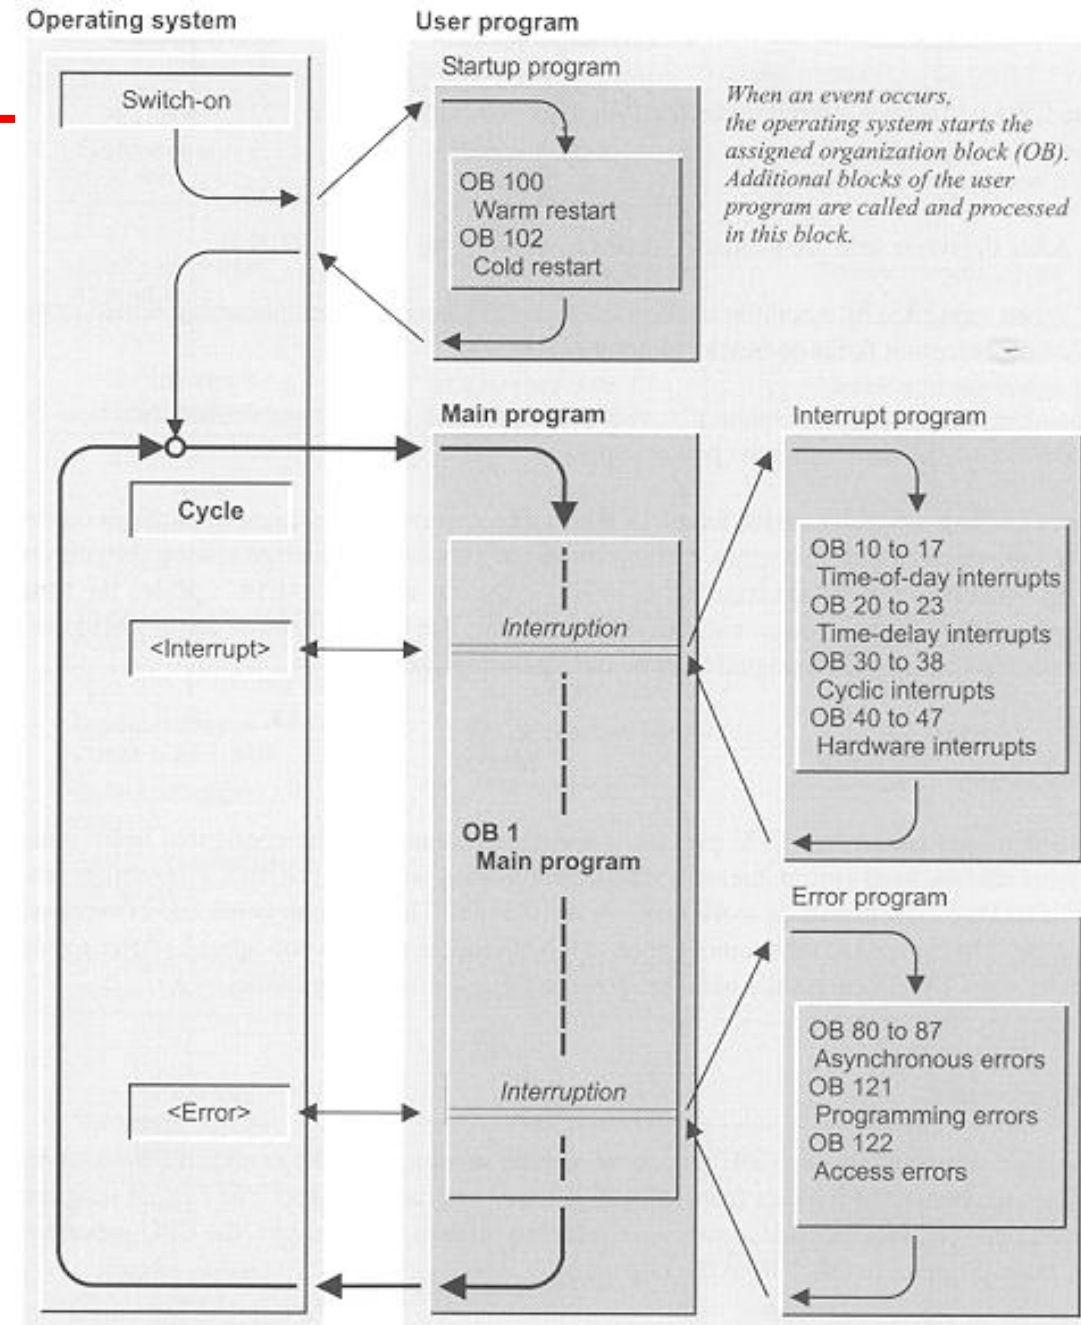 Operating system
User program
Switch-on
Startup program
OB 100
Warm restart
OB 102
Cold restart
When an event occurs,
the operating system starts the
assigned organization block (OB).
Additional blocks of the user
program are called and processed
in this block.
Main program
Interrupt program
Cycle
<Interrupt>
Interruption
OB 10 to 17
Time-of-day interrupts
OB 20 to 23
Time-delay interrupts
OB 30 to 38
Cyclic interrupts
OB 40 to 47
Hardware interrupts
OB 1
Main program
Error program
<Error>
Interruption
OB 80 to 87
Asynchronous errors
OB 121
Programming errors
OB 122
Access errors